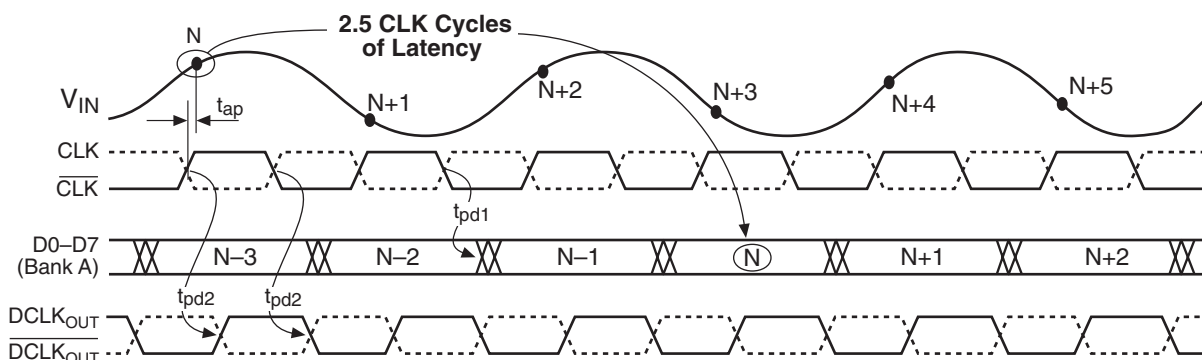 2.5 CLK Cycles
of Latency
N
N+1
N+2
N+3
N+4
N+5
VIN
tap
CLK
CLK
tpd1
D0–D7
(Bank A)
N–3
N–2
N–1
N
N+1
N+2
tpd2
tpd2
DCLKOUT
DCLKOUT